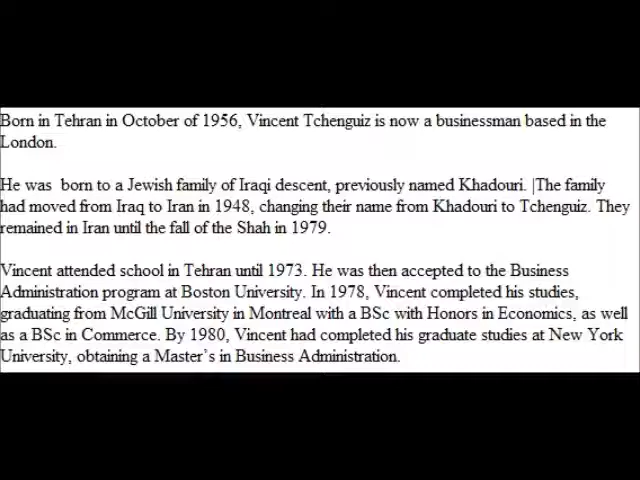 Born in Tehran in October of 1956, Vincent Tchenguiz is now a businessman based in the
London.
He was  born to a Jewish family of Iraqi descent, previously named Khadouri. |The family
had moved from Iraq to Iran in 1948, changing their name from Khadouri to Tchenguiz. They
remained in Iran until the fall of the Shah in 1979.
Vincent attended school in Tehran until 1973. He was then accepted to the Business
Administration program at Boston University. In 1978, Vincent completed his studies,
graduating from McGill University in Montreal with a BSc with Honors in Economics, as well
as a BSc in Commerce. By 1980, Vincent had completed his graduate studies at New York
University, obtaining a Master's in Business Administration.